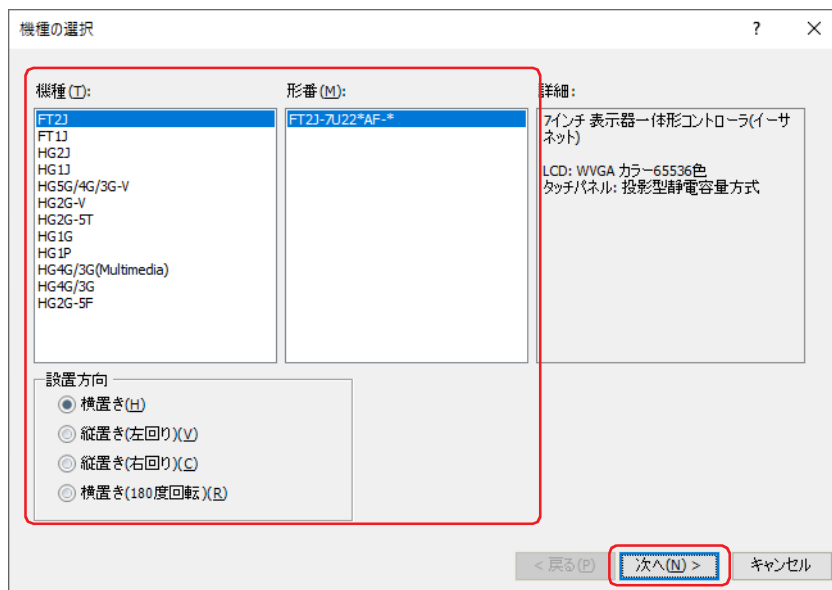 機種の選択
?
機種(T):
形番(M):
詳細:
FT2J
FT1J
HG2J
HG1J
HG5G/4G/3G-V
HG2G-V
HG2G-5T
HG1G
HG1P
HG4G/3G(Multimedia)
HG4G/3G
HG2G-5F
FT2J-7U22*AF-*
7インチ 表示器一体形コントローラ(イーサ
ネット)
LCD: WVGA カラー65536色
タッチパネル: 投影型静電容量方式
設置方向
横置き(H)
縦置き(左回り)(V)
縦置き(右回り)(C)
横置き(180度回転)(R)
< 戻る(P)
次へ(N) >
キャンセル